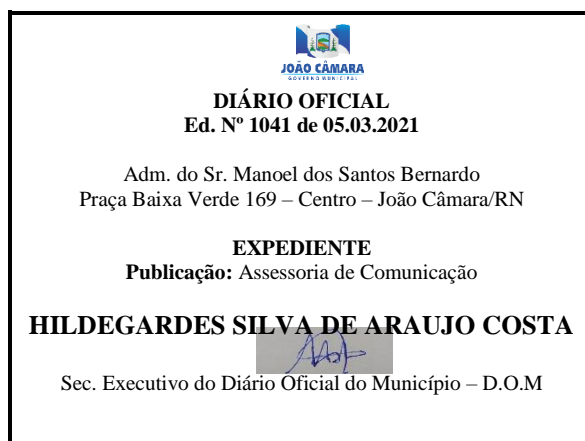 JOÃO CÂMARA
GOVERNO MUNICIPAL
DIÁRIO OFICIAL
Ed. Nº 1041 de 05.03.2021
Adm. do Sr. Manoel dos Santos Bernardo
Praça Baixa Verde 169 – Centro – João Câmara/RN
EXPEDIENTE
Publicação: Assessoria de Comunicação
HILDEGARDES SILVA DE ARAUJO COSTA
Sec. Executivo do Diário Oficial do Município – D.O.M